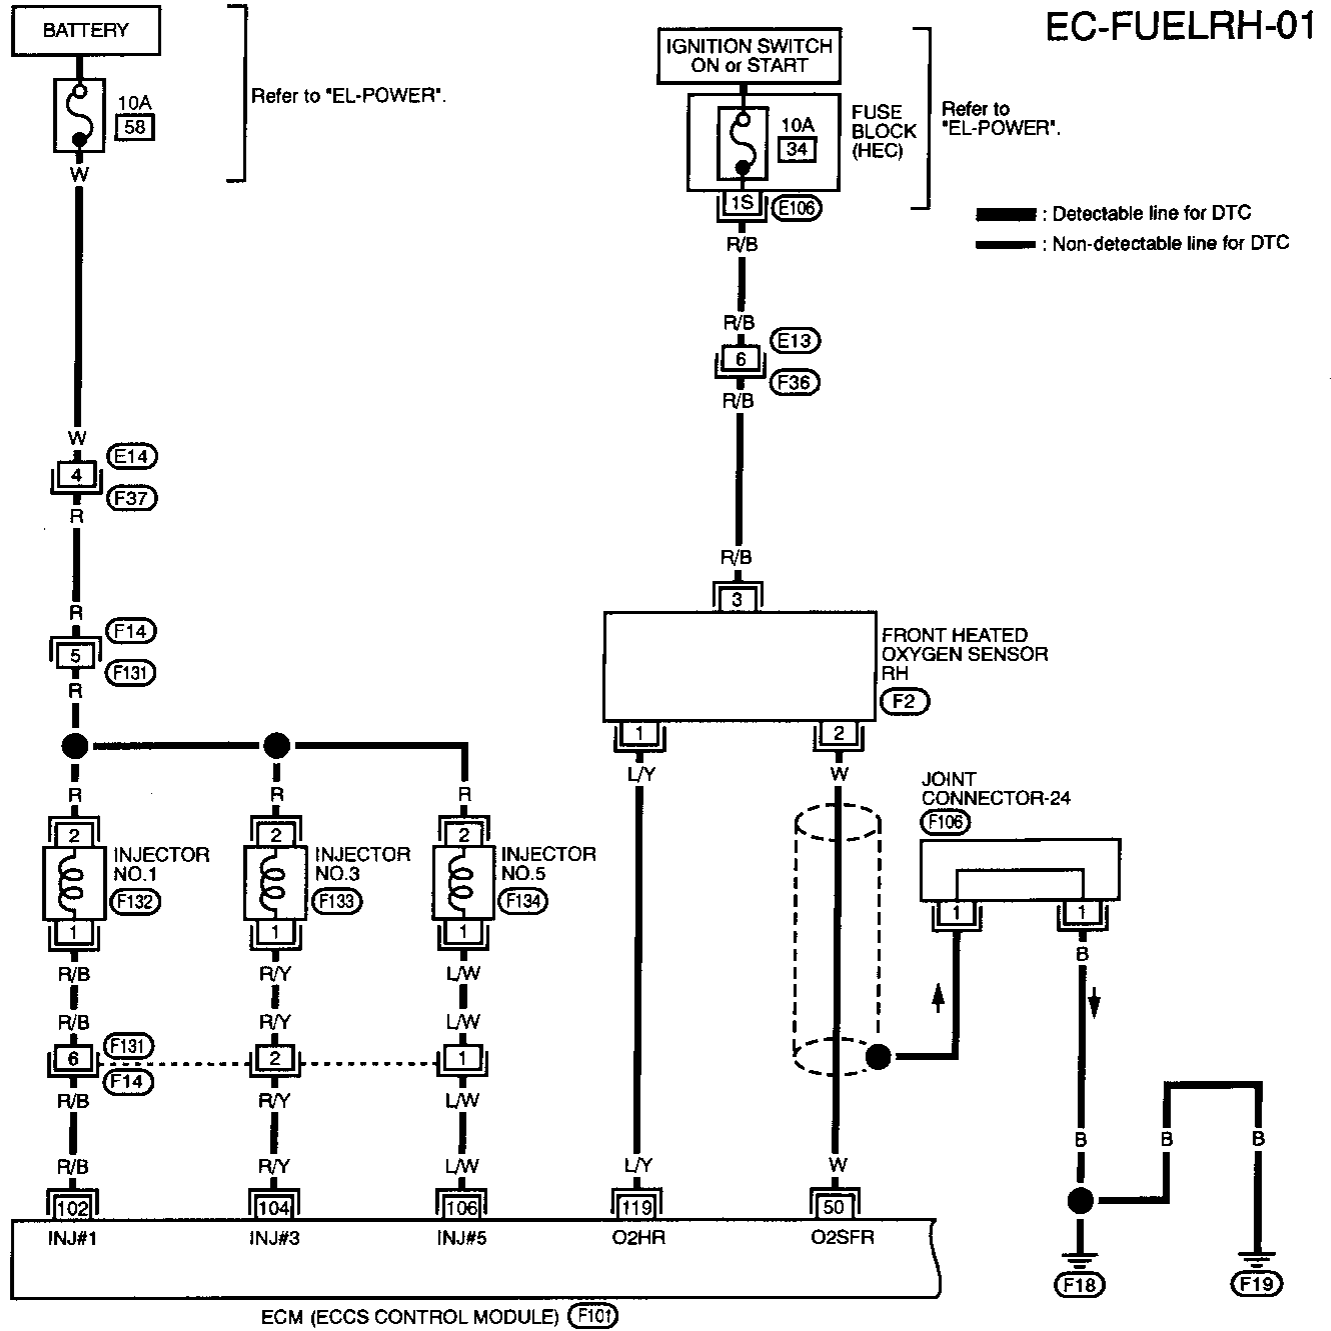 EC-FUELRH-01
BATTERY
10A
58
Refer to "EL-POWER".
W
IGNITION SWITCH
ON or START
10A
34
FUSE
BLOCK
(HEC)
Refer to
"EL-POWER".
1S
E106
R/B
: Detectable line for DTC
: Non-detectable line for DTC
R/B
E13
6
F36
R/B
W
E14
4
F37
R
R/B
3
R
F14
5
F131
R
FRONT HEATED
OXYGEN SENSOR
RH
F2
1
2
L/Y
W
JOINT
CONNECTOR-24
F106
1
1
B
R
R
R
2
2
2
INJECTOR
NO.1
F132
INJECTOR
NO.3
F133
INJECTOR
NO.5
F134
1
1
1
R/B
R/Y
L/W
R/B
R/Y
L/W
6
F131
F14
2
1
R/B
R/Y
L/W
B
B
B
R/B
R/Y
L/W
L/Y
W
102
104
106
119
50
INJ#1
INJ#3
INJ#5
O2HR
O2SFR
F18
F19
ECM (ECCS CONTROL MODULE)
F101